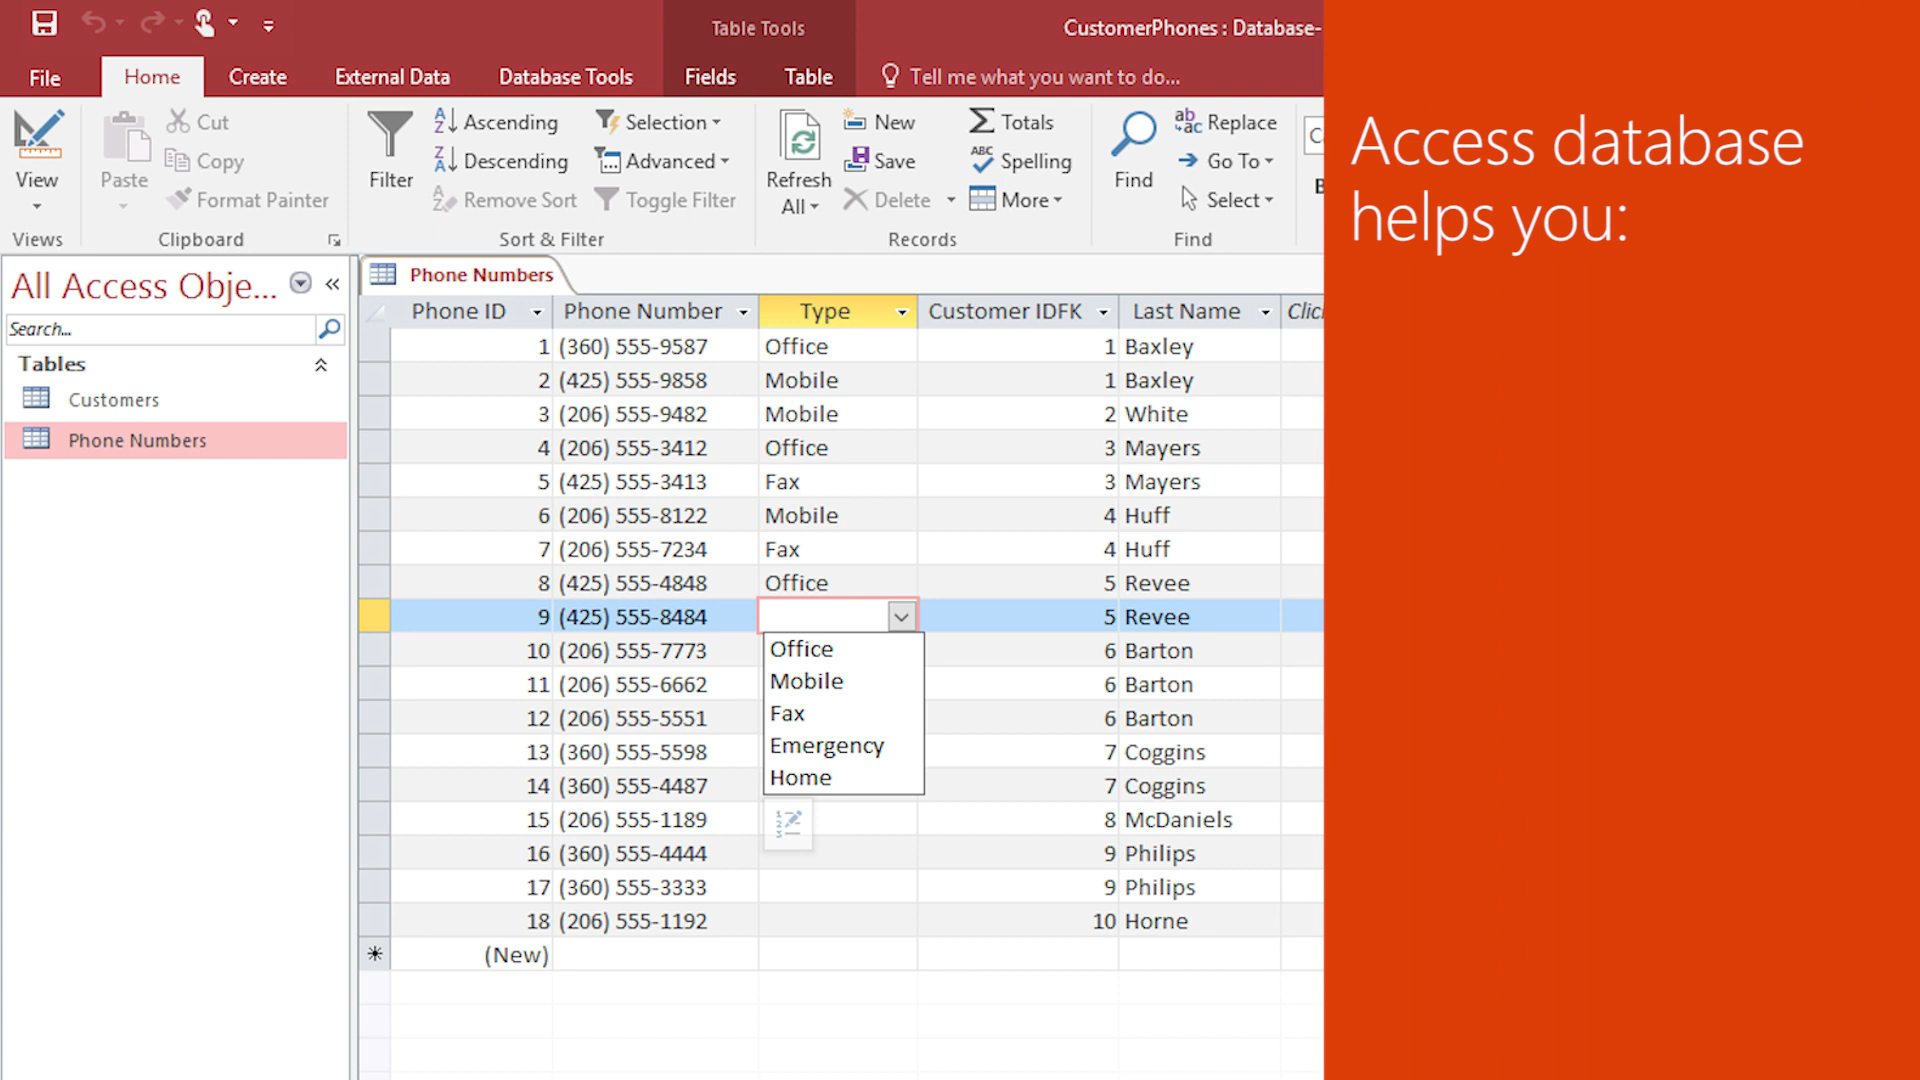 Table Tools
CustomerPhones : Database-
File Home Create External Data Database Tools Fields Table Tell me what you want to do...
View
Views
Paste
Cut
Copy
Format Painter
Clipboard
Filter
Ascending
Descending
Remove Sort
Selection
Advanced
Toggle Filter
Sort & Filter
Refresh
All
New
Save
Delete
Totals
Spelling
More
Records
Find
Replace
Go To
Select
Find
All Access Obje...
Search...
Tables
Customers
Phone Numbers
Phone Numbers
Phone ID Phone Number Type Customer IDFK Last Name
1 (360) 555-9587 Office 1 Baxley
2 (425) 555-9858 Mobile 1 Baxley
3 (206) 555-9482 Mobile 2 White
4 (206) 555-3412 Office 3 Mayers
5 (425) 555-3413 Fax 3 Mayers
6 (206) 555-8122 Mobile 4 Huff
7 (206) 555-7234 Fax 4 Huff
8 (425) 555-4848 Office 5 Revee
9 (425) 555-8484 5 Revee
10 (206) 555-7773 6 Barton
11 (206) 555-6662 6 Barton
12 (206) 555-5551 6 Barton
13 (360) 555-5598 7 Coggins
14 (360) 555-4487 7 Coggins
15 (206) 555-1189 8 McDaniels
16 (360) 555-4444 9 Philips
17 (360) 555-3333 9 Philips
18 (206) 555-1192 10 Horne
(New)
Office
Mobile
Fax
Emergency
Home
Access database
helps you: